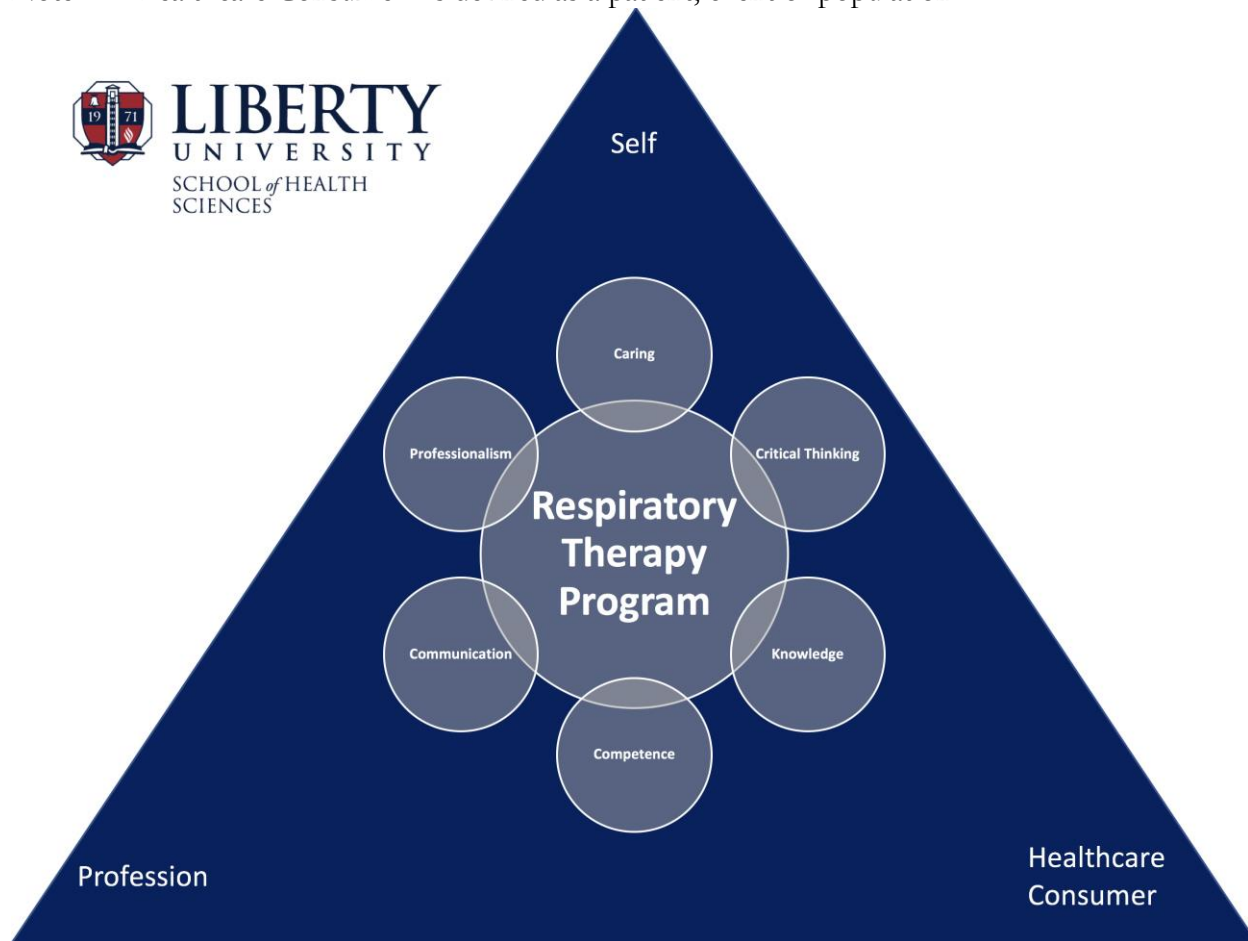 LIBERTY
UNIVERSITY
SCHOOL of HEALTH
SCIENCES
19 71
Self
Caring
Professionalism
Critical Thinking
Respiratory
Therapy
Program
Communication
Knowledge
Competence
Profession
Healthcare
Consumer